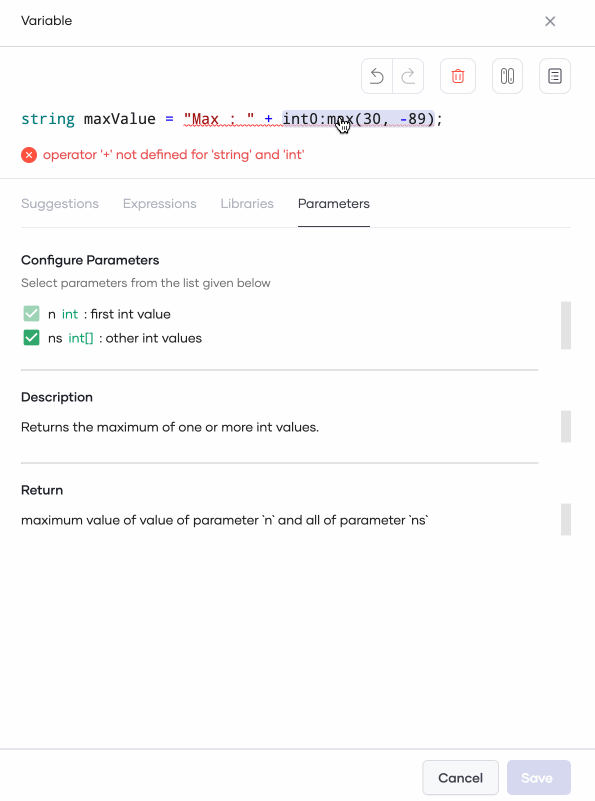 Variable
string maxValue = "Max : " + int0:max(30, -89);
operator '+' not defined for 'string' and 'int'
Suggestions Expressions Libraries Parameters
Configure Parameters
Select parameters from the list given below
n int : first int value
ns int[] : other int values
Description
Returns the maximum of one or more int values.
Return
maximum value of value of parameter `n` and all of parameter `ns`
Cancel Save